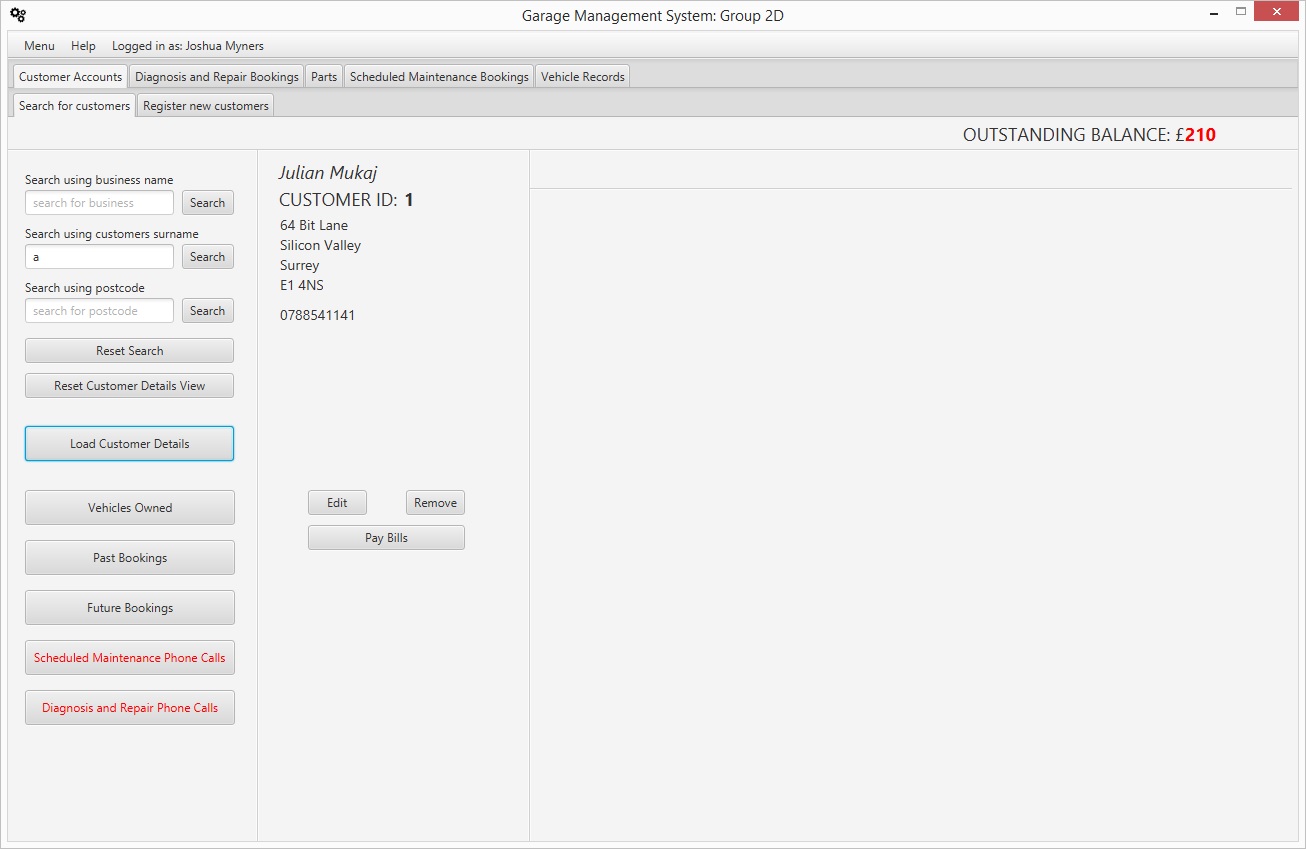 Garage Management System: Group 2D
Menu Help Logged in as: Joshua Myners
Customer Accounts Diagnosis and Repair Bookings Parts Scheduled Maintenance Bookings Vehicle Records
Search for customers Register new customers
OUTSTANDING BALANCE: £210
Search using business name
search for business Search
Search using customers surname
a Search
Search using postcode
search for postcode Search
Reset Search
Reset Customer Details View
Load Customer Details
Vehicles Owned
Past Bookings
Future Bookings
Scheduled Maintenance Phone Calls
Diagnosis and Repair Phone Calls
Julian Mukaj
CUSTOMER ID: 1
64 Bit Lane
Silicon Valley
Surrey
E1 4NS
0788541141
Edit Remove
Pay Bills